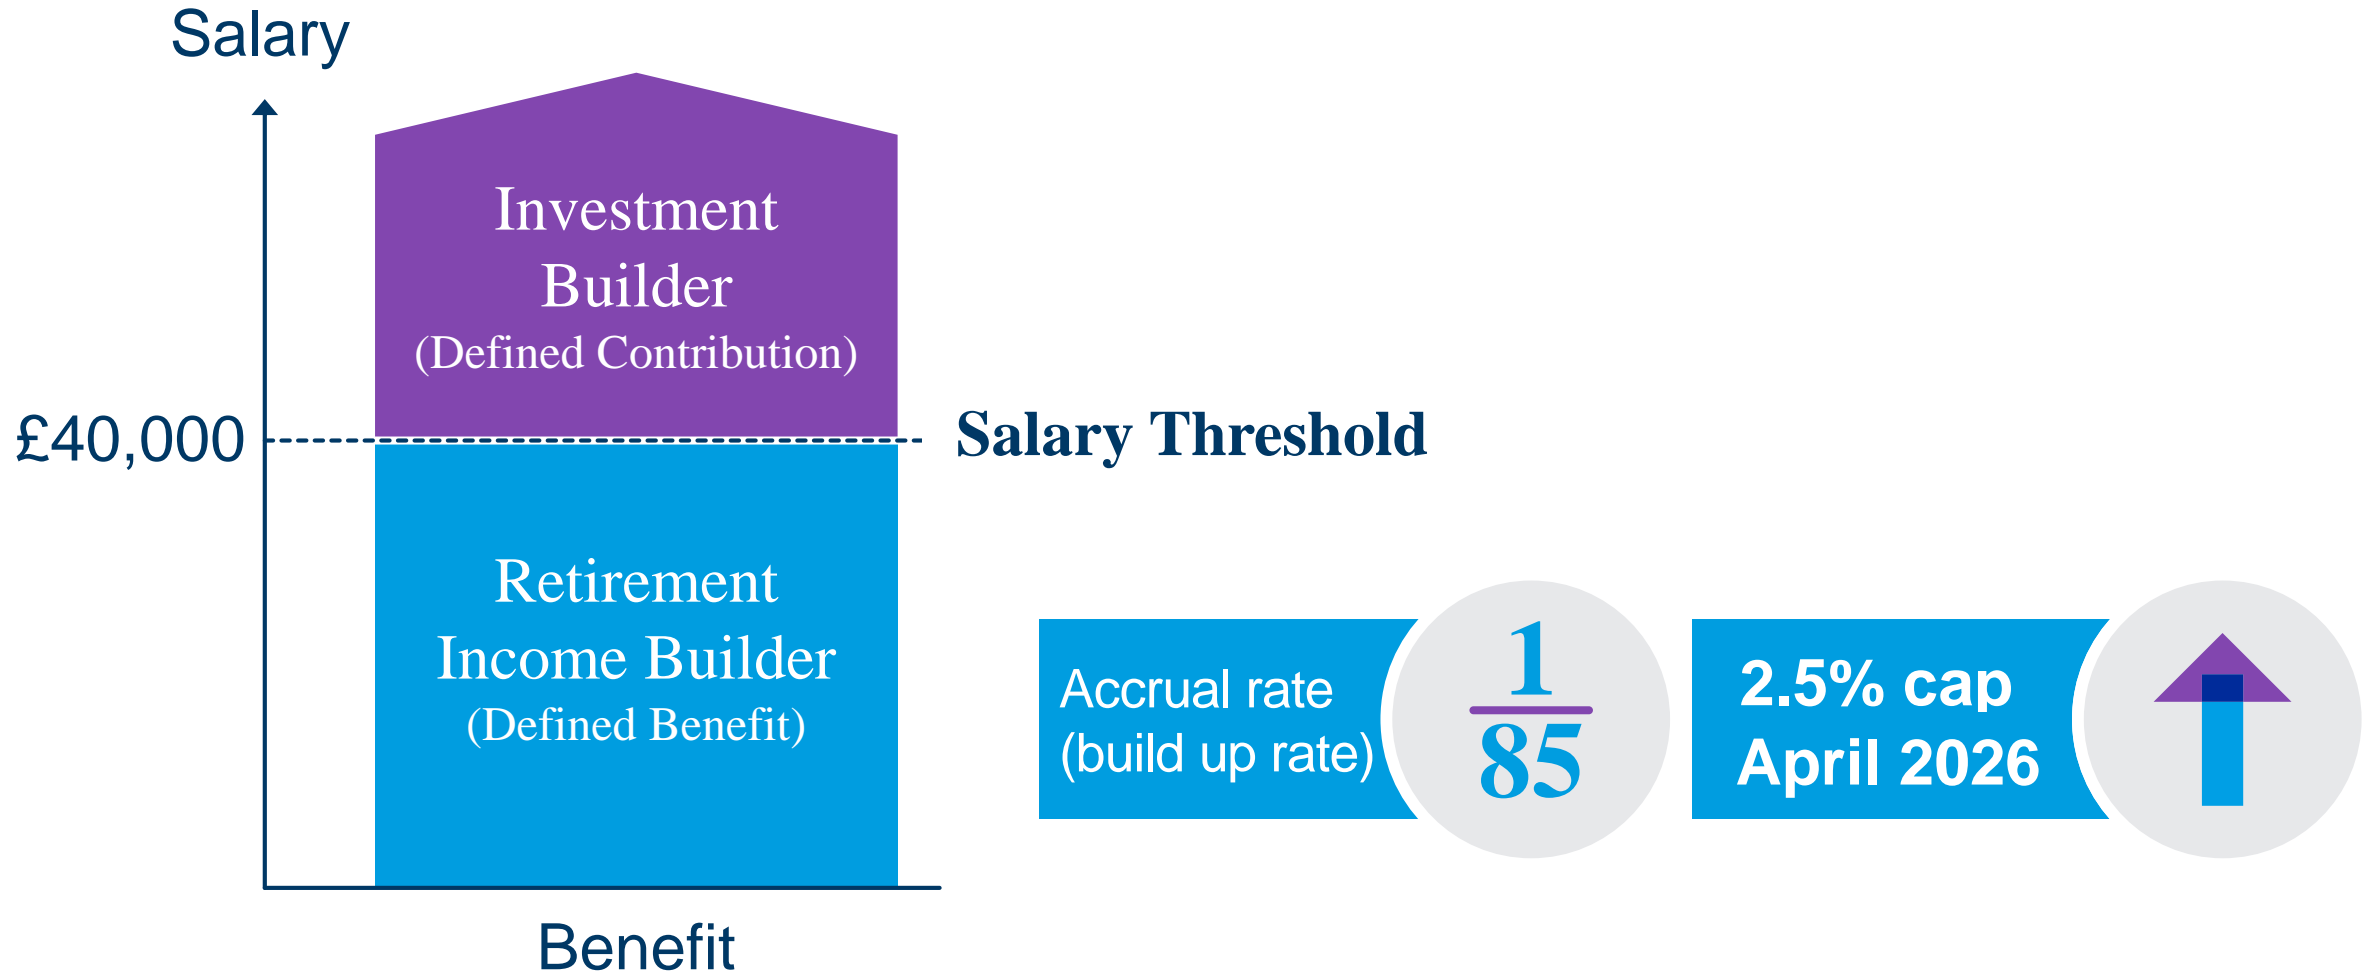 Salary
Investment
Builder
(Defined Contribution)
£40,000
Salary Threshold
Retirement
Income Builder
(Defined Benefit)
Accrual rate
(build up rate)
1
85
2.5% cap
April 2026
Benefit